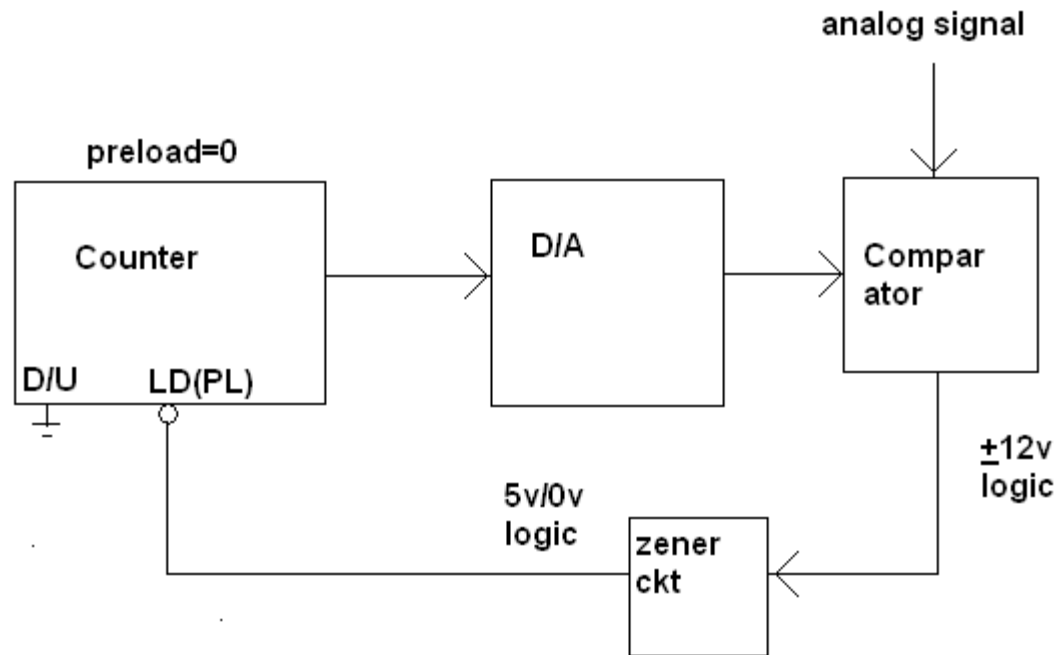 analog signal
preload=0
Counter
D/A
Compar
ator
D/U
LD(PL)
±12v
logic
5v/0v
logic
zener
ckt